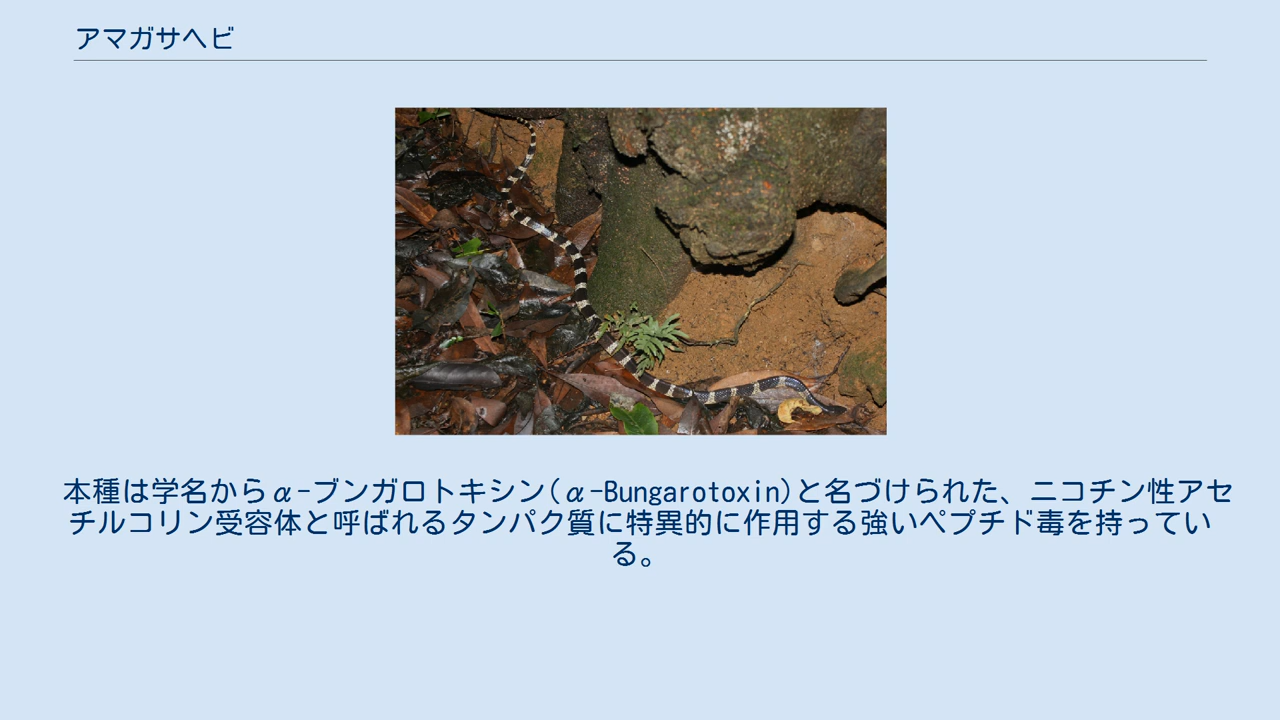 アマガサヘビ
本種は学名からα-ブンガロトキシン(α-Bungarotoxin)と名づけられた、ニコチン性アセ
チルコリン受容体と呼ばれるタンパク質に特異的に作用する強いペプチド毒を持ってい
る。